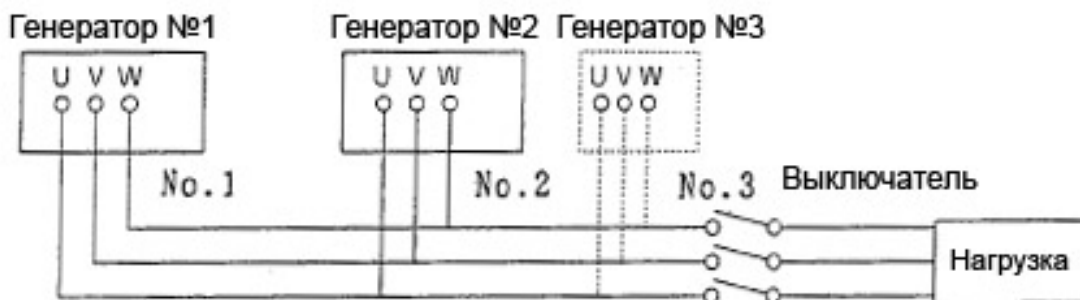 Генератор №1 Генератор №2 Генератор №3
U V W U V W U V W
No.1 No.2 No.3 Выключатель
Нагрузка